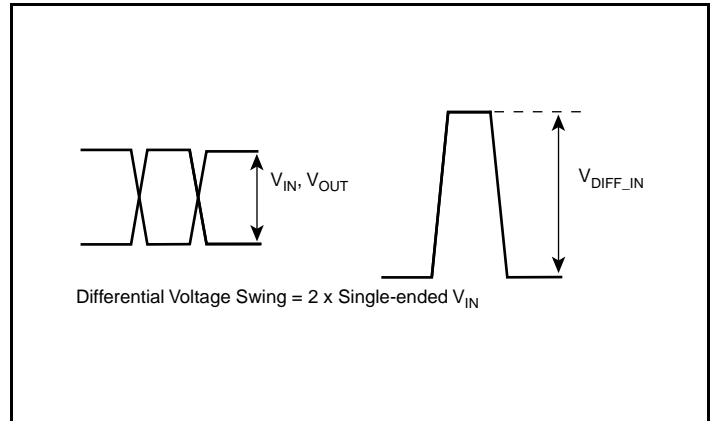 V_IN, V_OUT
V_DIFF_IN
Differential Voltage Swing = 2 x Single-ended V_IN